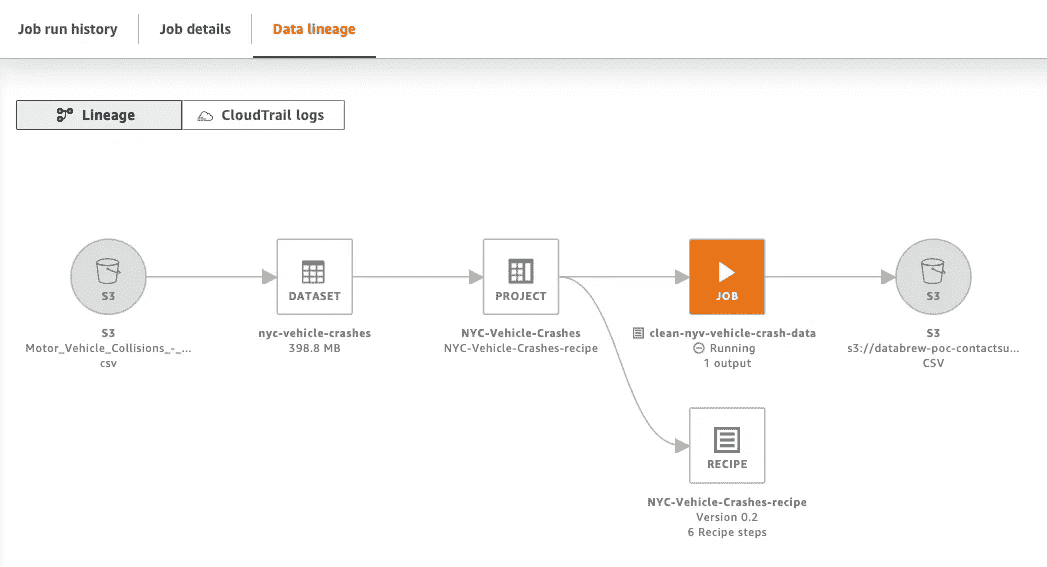 Job run history
Job details
Data lineage
Lineage
CloudTrail logs
S3
S3
Motor_Vehicle_Collisions_-_...
csv
DATASET
nyc-vehicle-crashes
398.8 MB
PROJECT
NYC-Vehicle-Crashes
NYC-Vehicle-Crashes-recipe
JOB
clean-nyv-vehicle-crash-data
Running
1 output
S3
S3
s3://databrew-poc-contactsu...
CSV
RECIPE
NYC-Vehicle-Crashes-recipe
Version 0.2
6 Recipe steps